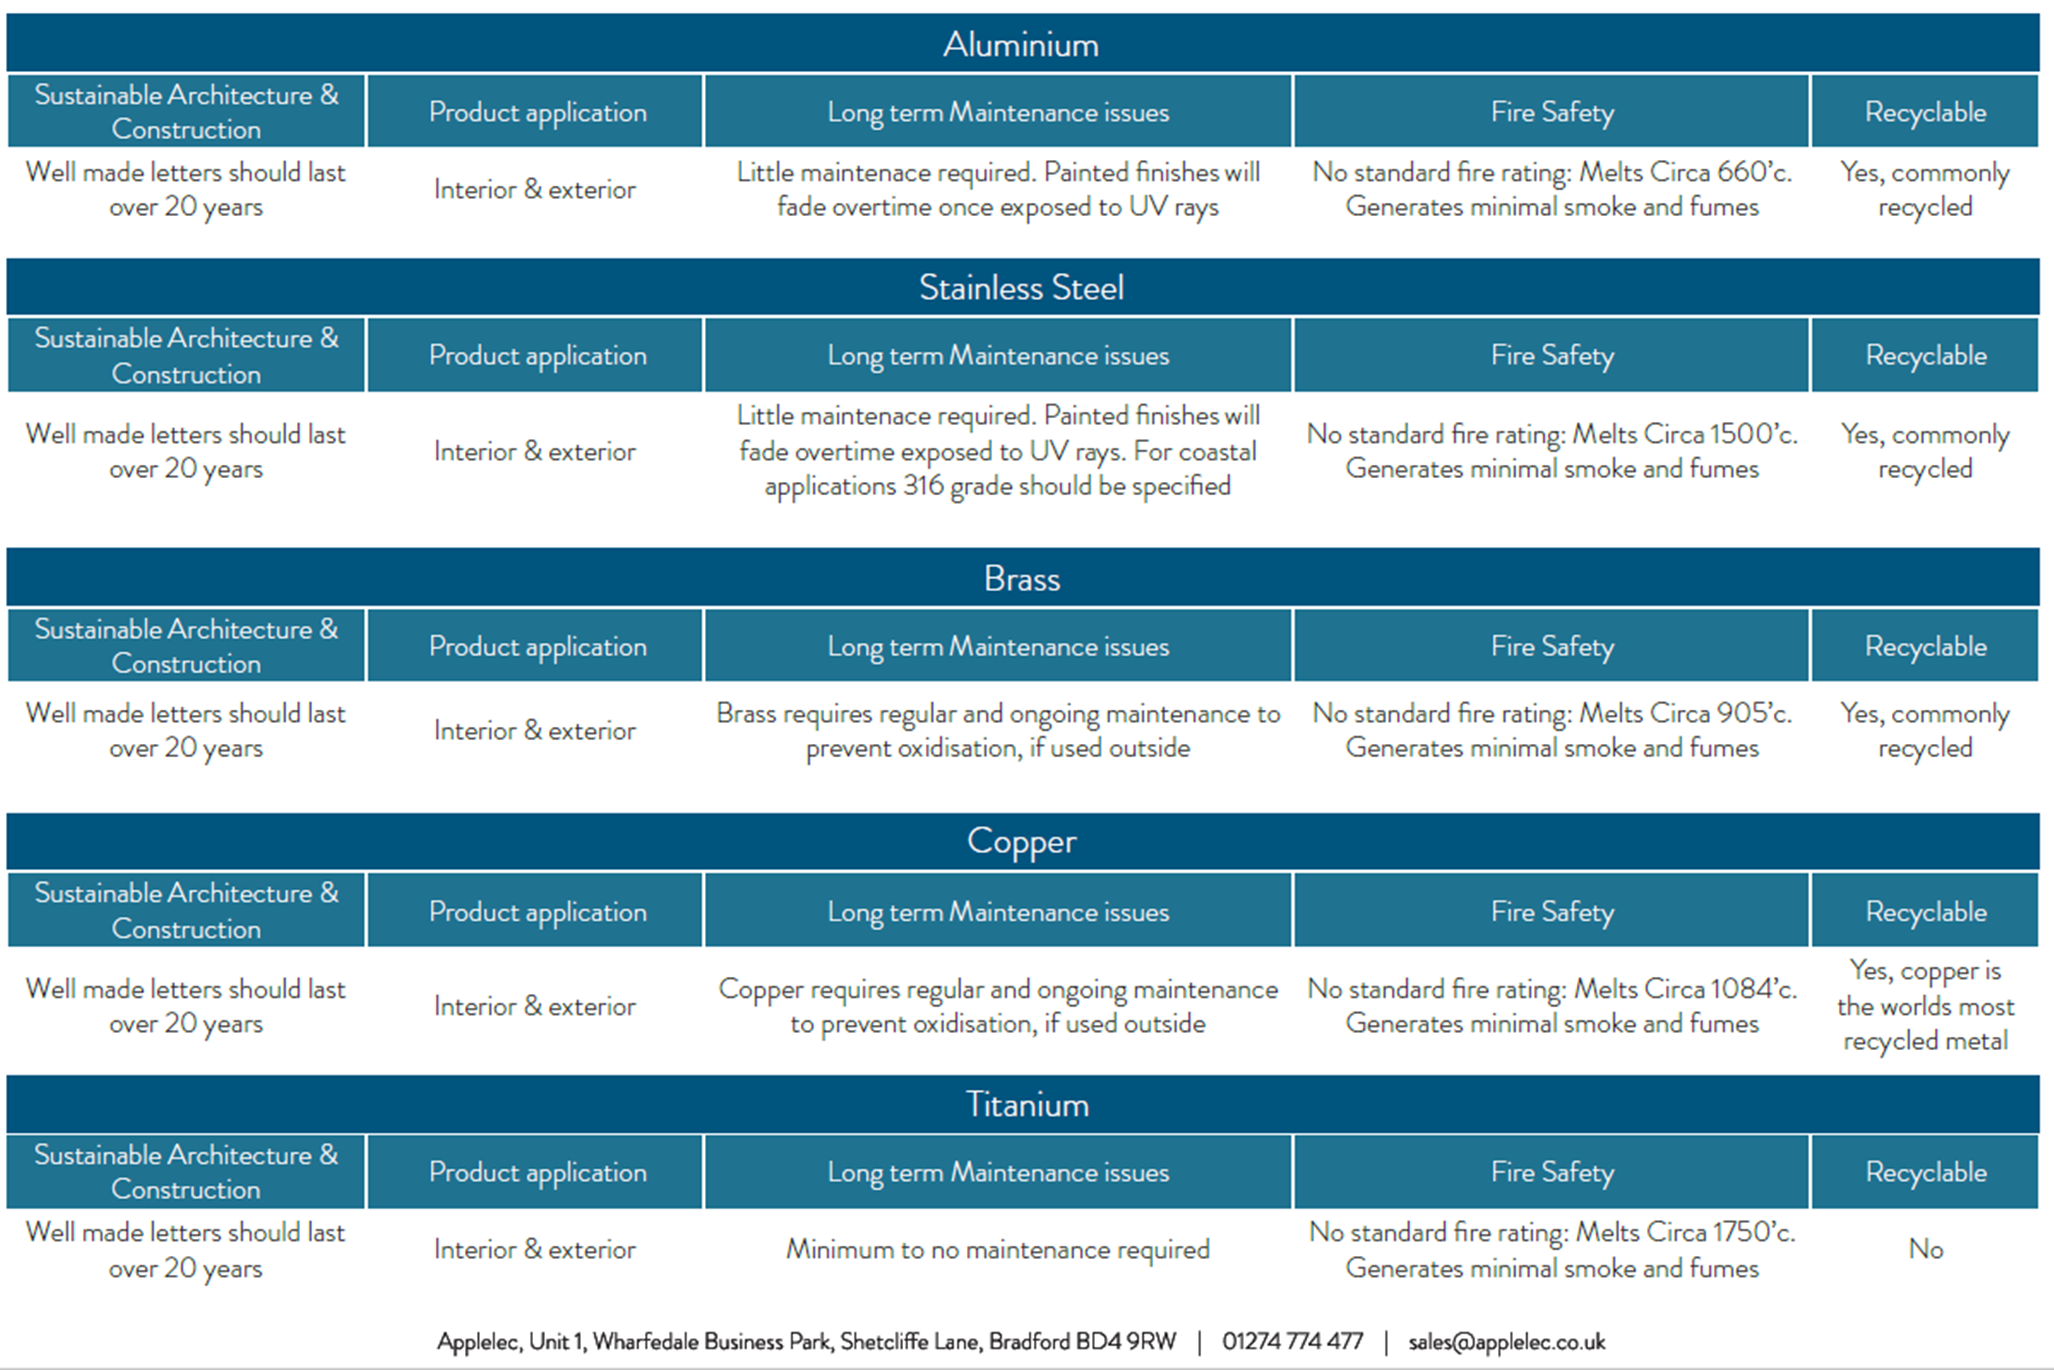 Aluminium
Sustainable Architecture &
Construction
Product application
Long term Maintenance issues
Fire Safety
Recyclable
Well made letters should last
over 20 years
Interior & exterior
Little maintenace required. Painted finishes will
fade overtime once exposed to UV rays
No standard fire rating: Melts Circa 660'c.
Generates minimal smoke and fumes
Yes, commonly
recycled
Stainless Steel
Sustainable Architecture &
Construction
Product application
Long term Maintenance issues
Fire Safety
Recyclable
Well made letters should last
over 20 years
Interior & exterior
Little maintenace required. Painted finishes will
fade overtime exposed to UV rays. For coastal
applications 316 grade should be specified
No standard fire rating: Melts Circa 1500'c.
Generates minimal smoke and fumes
Yes, commonly
recycled
Brass
Sustainable Architecture &
Construction
Product application
Long term Maintenance issues
Fire Safety
Recyclable
Well made letters should last
over 20 years
Interior & exterior
Brass requires regular and ongoing maintenance to
prevent oxidisation, if used outside
No standard fire rating: Melts Circa 905'c.
Generates minimal smoke and fumes
Yes, commonly
recycled
Copper
Sustainable Architecture &
Construction
Product application
Long term Maintenance issues
Fire Safety
Recyclable
Well made letters should last
over 20 years
Interior & exterior
Copper requires regular and ongoing maintenance
to prevent oxidisation, if used outside
No standard fire rating: Melts Circa 1084'c.
Generates minimal smoke and fumes
Yes, copper is
the worlds most
recycled metal
Titanium
Sustainable Architecture &
Construction
Product application
Long term Maintenance issues
Fire Safety
Recyclable
Well made letters should last
over 20 years
Interior & exterior
Minimum to no maintenance required
No standard fire rating: Melts Circa 1750'c.
Generates minimal smoke and fumes
No
Applelec, Unit 1, Wharfedale Business Park, Shetcliffe Lane, Bradford BD4 9RW | 01274 774 477 | sales@applelec.co.uk